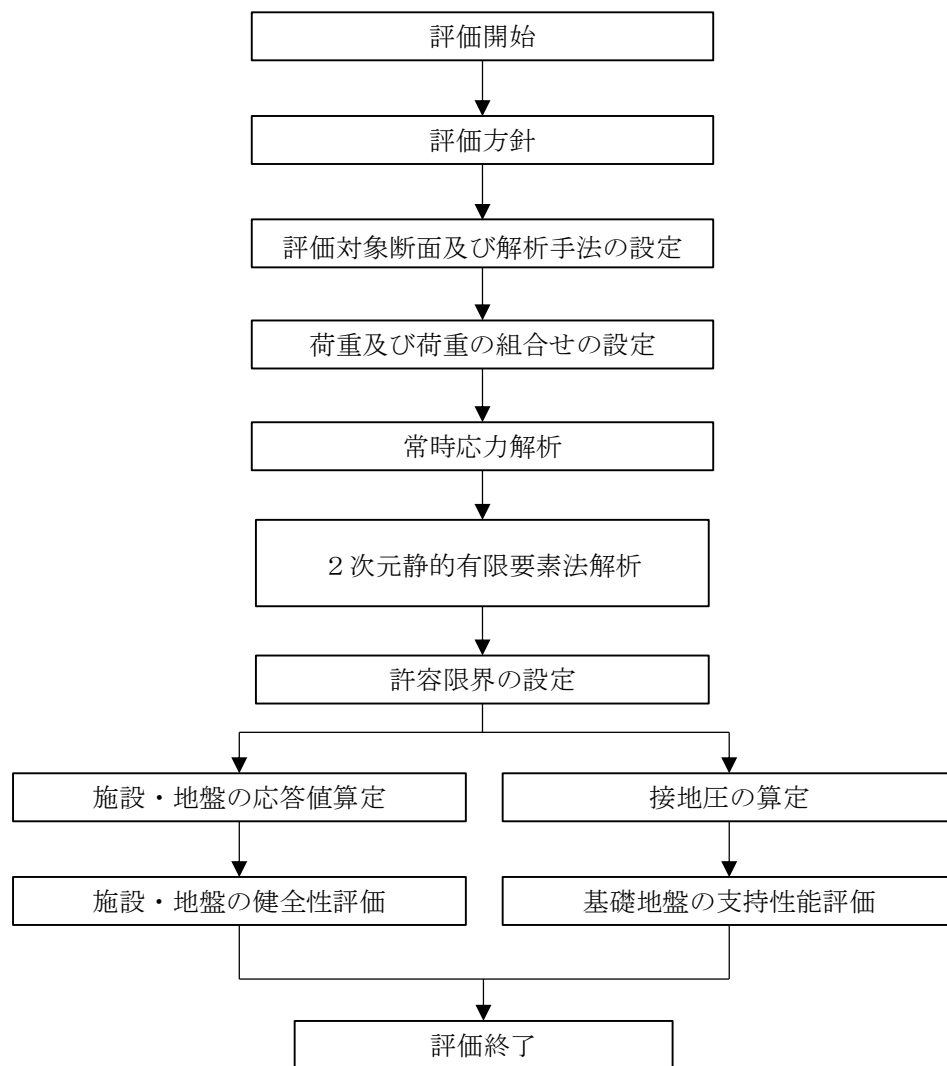 評価開始
評価方針
評価対象断面及び解析手法の設定
荷重及び荷重の組合せの設定
常時応力解析
２次元静的有限要素法解析
許容限界の設定
施設・地盤の応答値算定
接地圧の算定
施設・地盤の健全性評価
基礎地盤の支持性能評価
評価終了